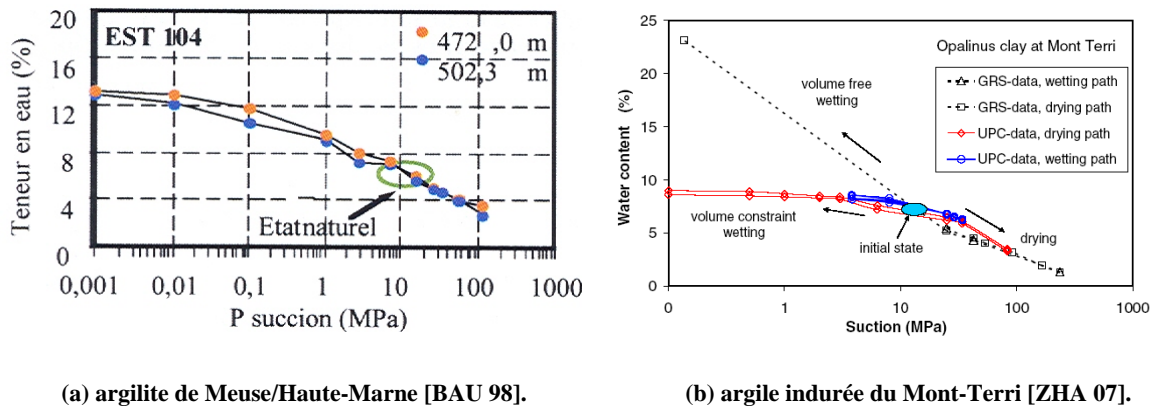 20
16
12
8
4
0
Teneur en eau (%)
EST 104
472 ,0 m
502,3 m
Etatnaturel
0,001 0,01 0,1 1 10 100 1000
P succion (MPa)
(a) argilite de Meuse/Haute-Marne [BAU 98].
25
20
15
10
5
0
Water content (%)
Opalinus clay at Mont Terri
GRS-data, wetting path
GRS-data, drying path
UPC-data, drying path
UPC-data, wetting path
volume free
wetting
volume constraint
wetting
initial state
drying
0 1 10 100 1000
Suction (MPa)
(b) argile indurée du Mont-Terri [ZHA 07].